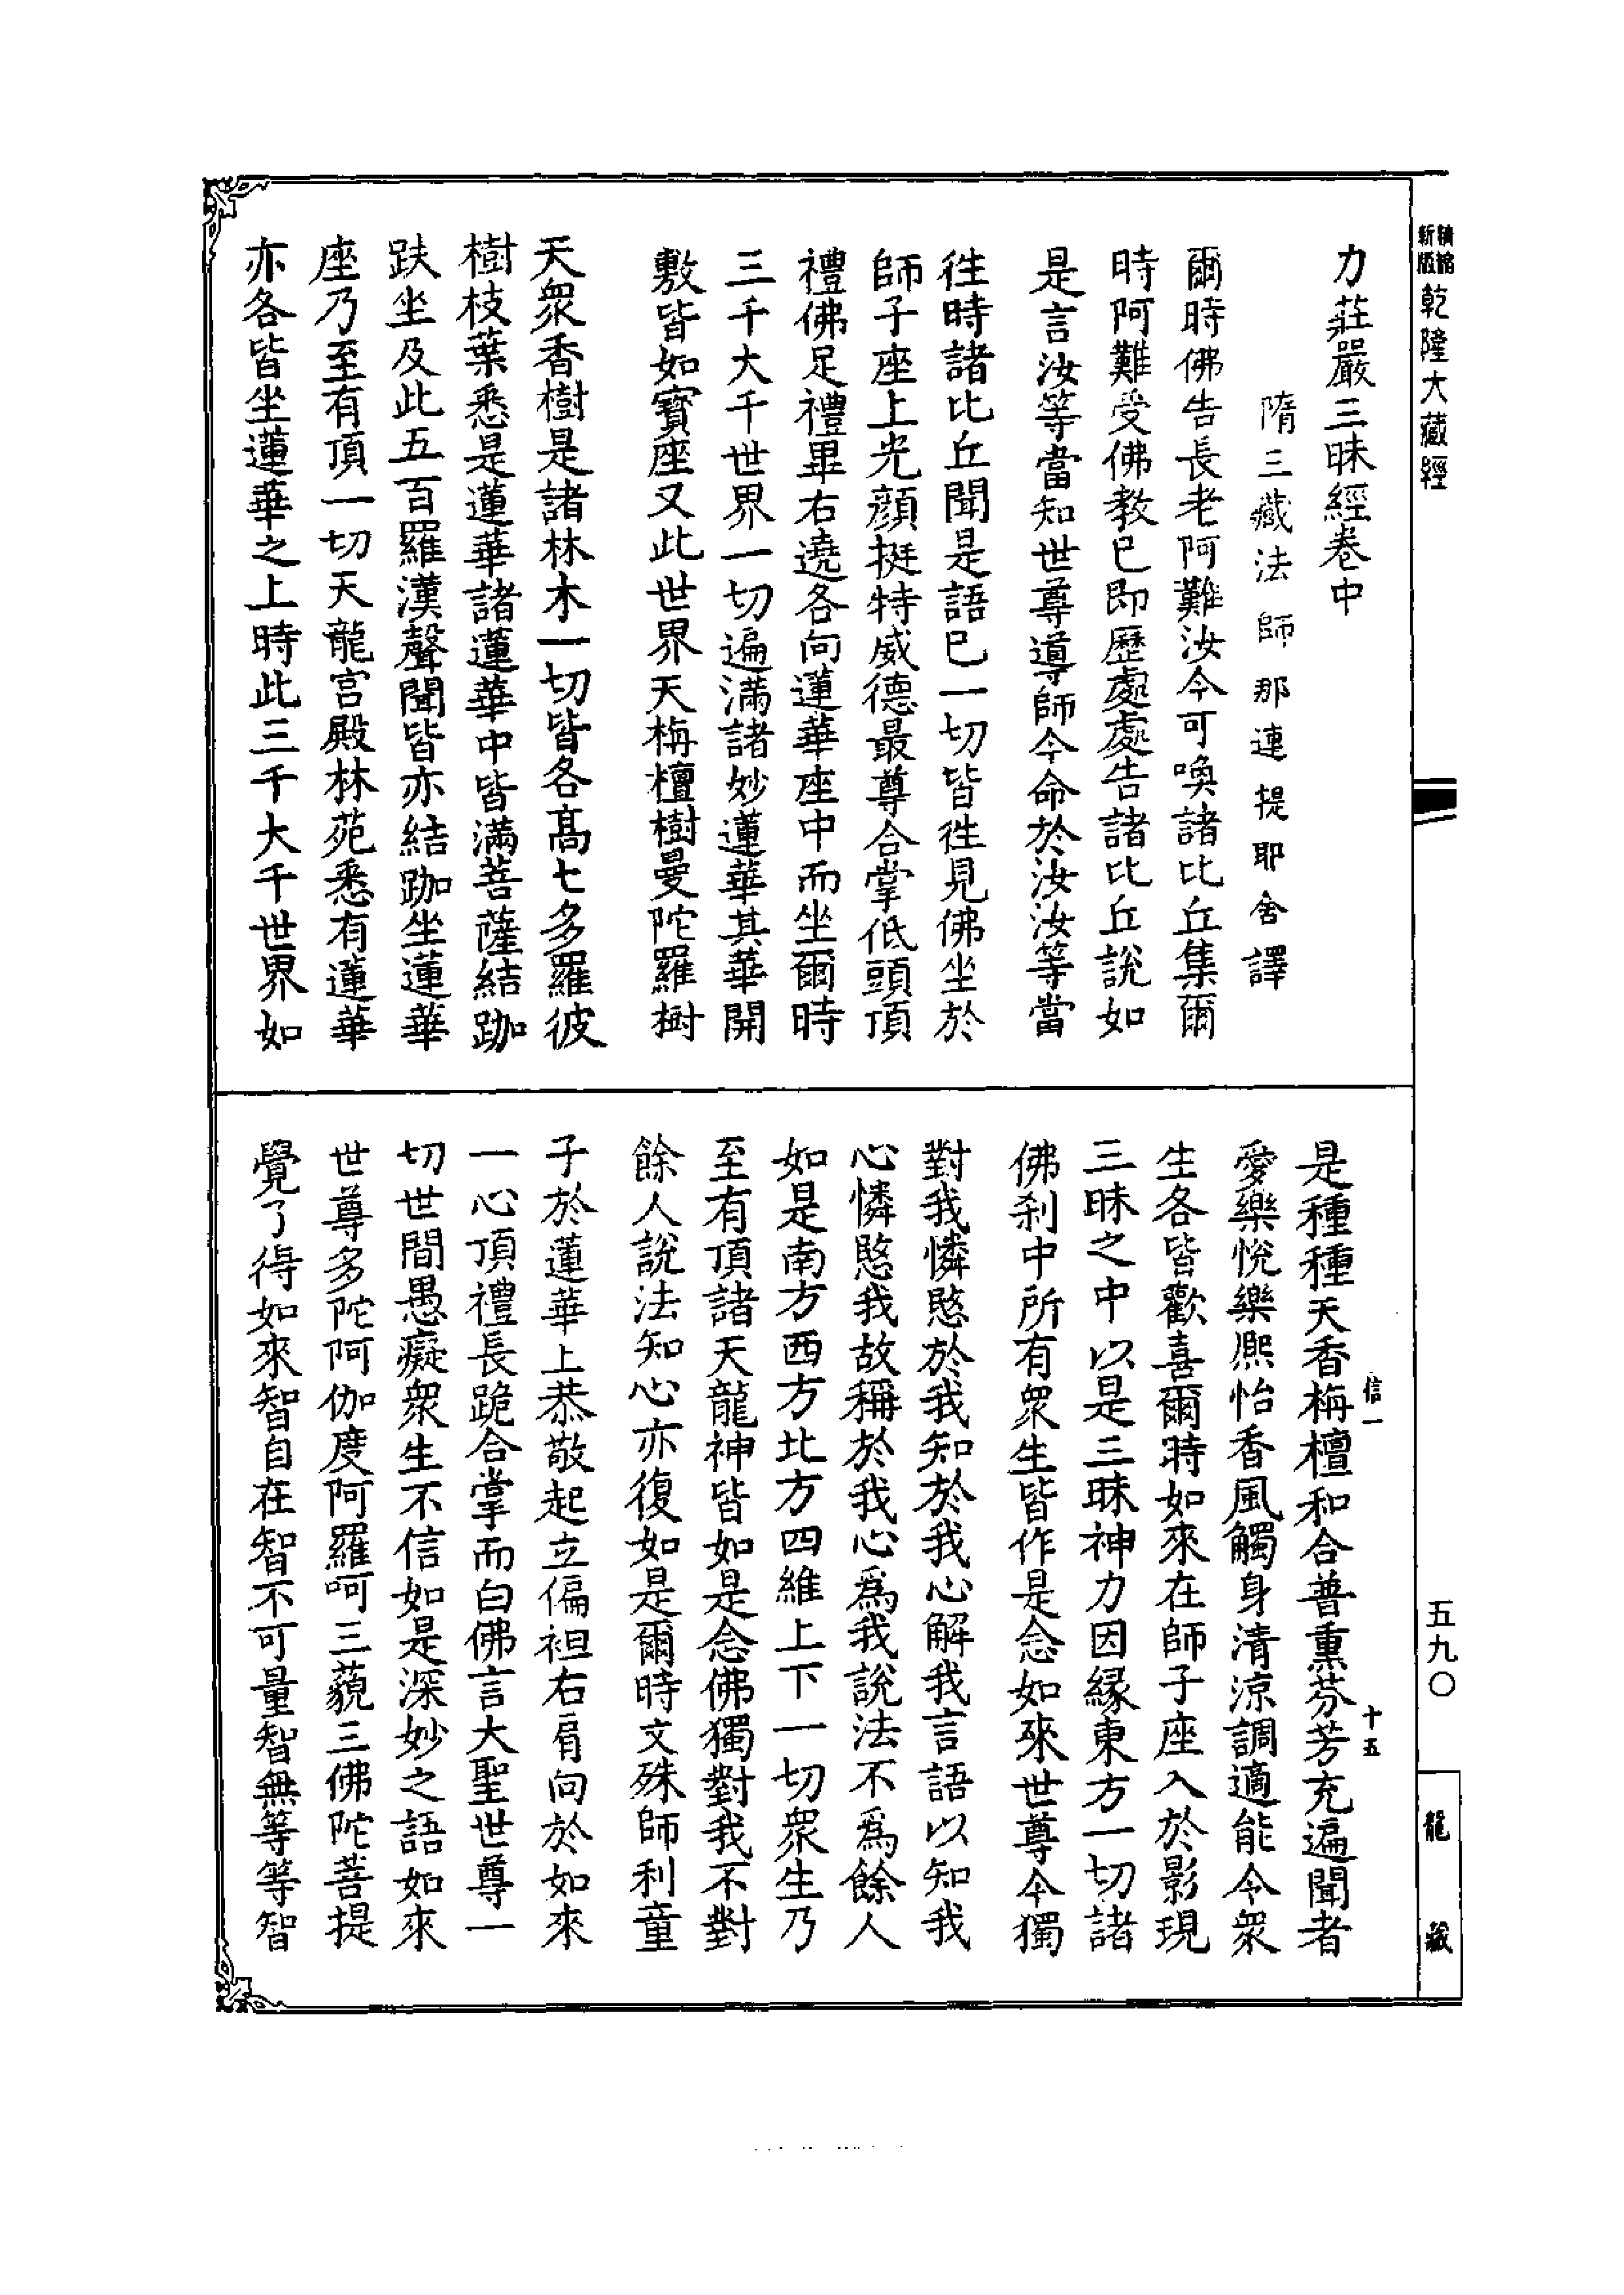 精縮新版 乾隆大藏經
力莊嚴三昧經卷中
隋三藏法師那連提耶舍譯
爾時佛告長老阿難汝今可喚諸比丘集爾
時阿難受佛教已即歷處處告諸比丘說如
是言汝等當知世尊導師今命於汝汝等當
徃時諸比丘聞是語已一切皆徃見佛坐於
師子座上光顏挺特威德最尊合掌低頭頂
禮佛足禮畢右遶各向蓮華座中而坐爾時
三千大千世界一切遍滿諸妙蓮華其華開
敷皆如寶座又此世界天栴檀樹曼陀羅樹
天眾香樹是諸林木一切皆各高七多羅彼
樹枝葉悉是蓮華諸蓮華中皆滿菩薩結跏
趺坐及此五百羅漢聲聞皆亦結跏坐蓮華
座乃至有頂一切天龍宮殿林苑悉有蓮華
亦各皆坐蓮華之上時此三千大千世界如
是種種天香栴檀和合普熏芬芳充遍聞者
愛樂悅樂熈怡香風觸身清涼調適能令眾
生各皆歡喜爾時如來在師子座入於影現
三昧之中以是三昧神力因緣東方一切諸
佛剎中所有眾生皆作是念如來世尊今獨
對我憐愍於我知於我心解我言語以知我
心憐愍我故稱於我心為我說法不為餘人
如是南方西方北方四維上下一切眾生乃
至有頂諸天龍神皆如是念佛獨對我不對
餘人說法知心亦復如是爾時文殊師利童
子於蓮華上恭敬起立偏袒右肩向於如來
一心頂禮長跪合掌而白佛言大聖世尊一
切世間愚癡眾生不信如是深妙之語如來
世尊多陀阿伽度阿羅呵三藐三佛陀菩提
覺了得如來智自在智不可量智無等等智
信一
十五
五九〇
龍藏